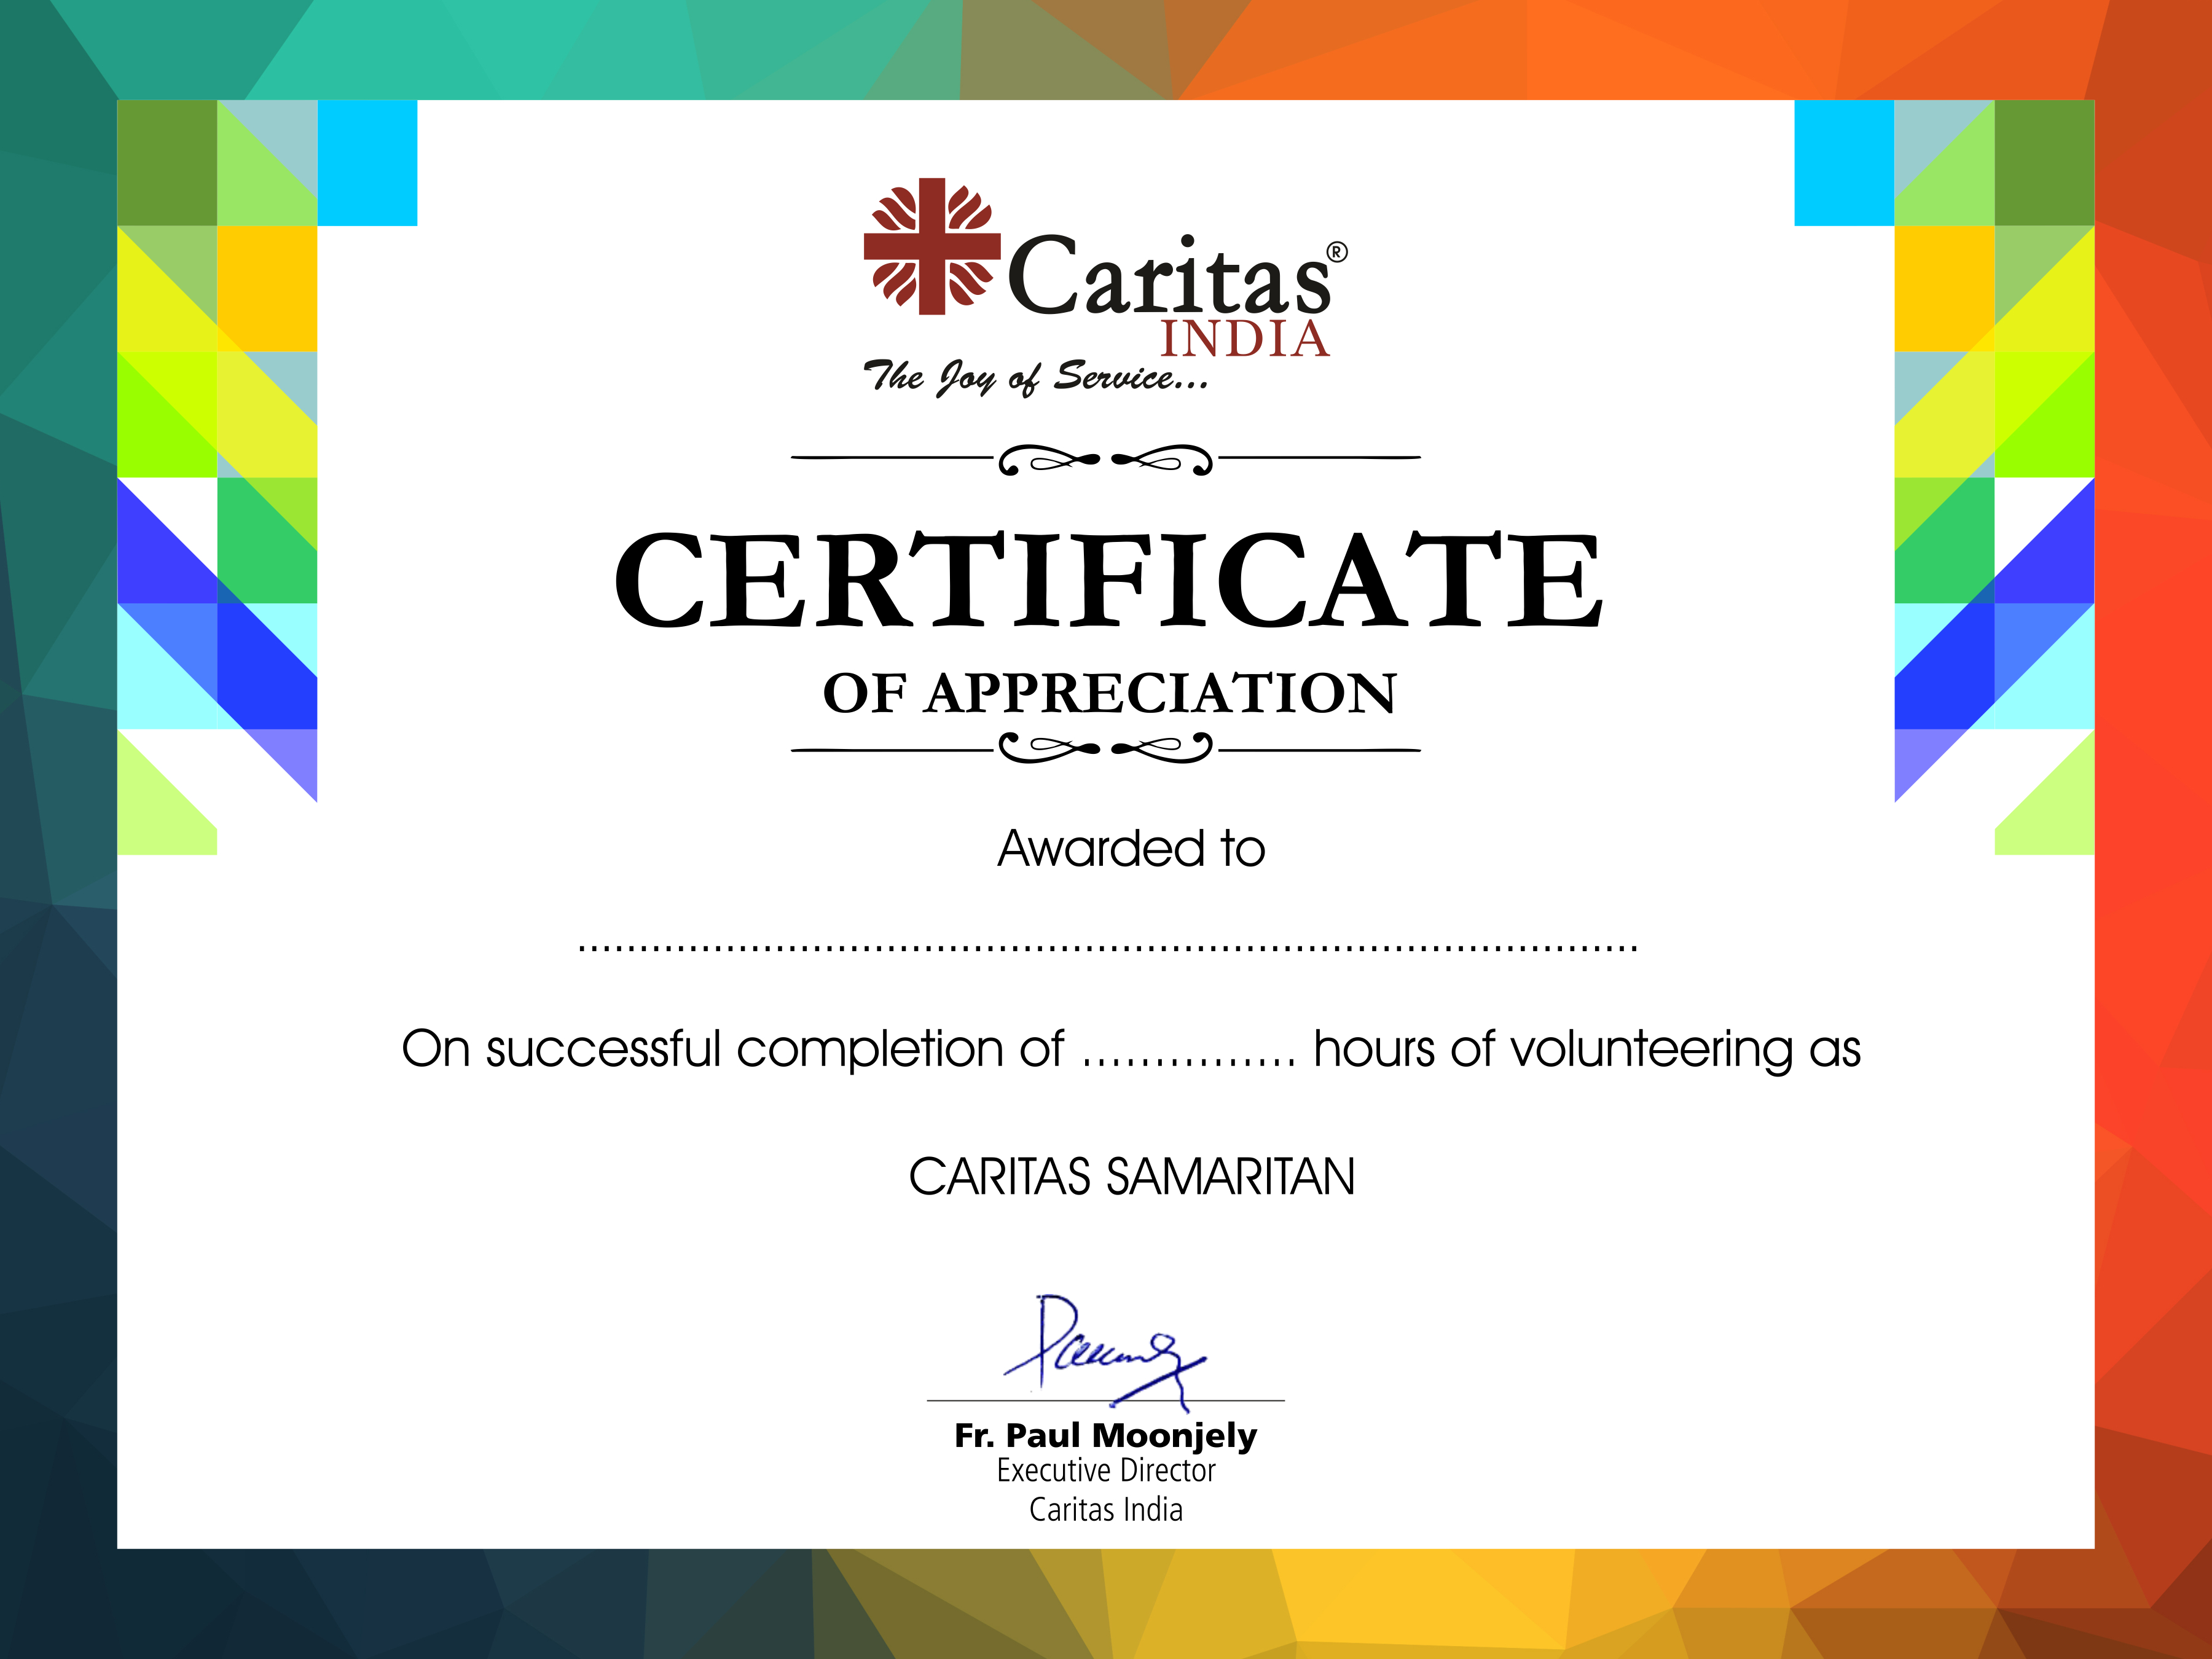 Caritas®
INDIA
The Joy of Service...
CERTIFICATE
OF APPRECIATION
Awarded to
......................................................................................
On successful completion of ............... hours of volunteering as
CARITAS SAMARITAN
Fr. Paul Moonjely
Executive Director
Caritas India